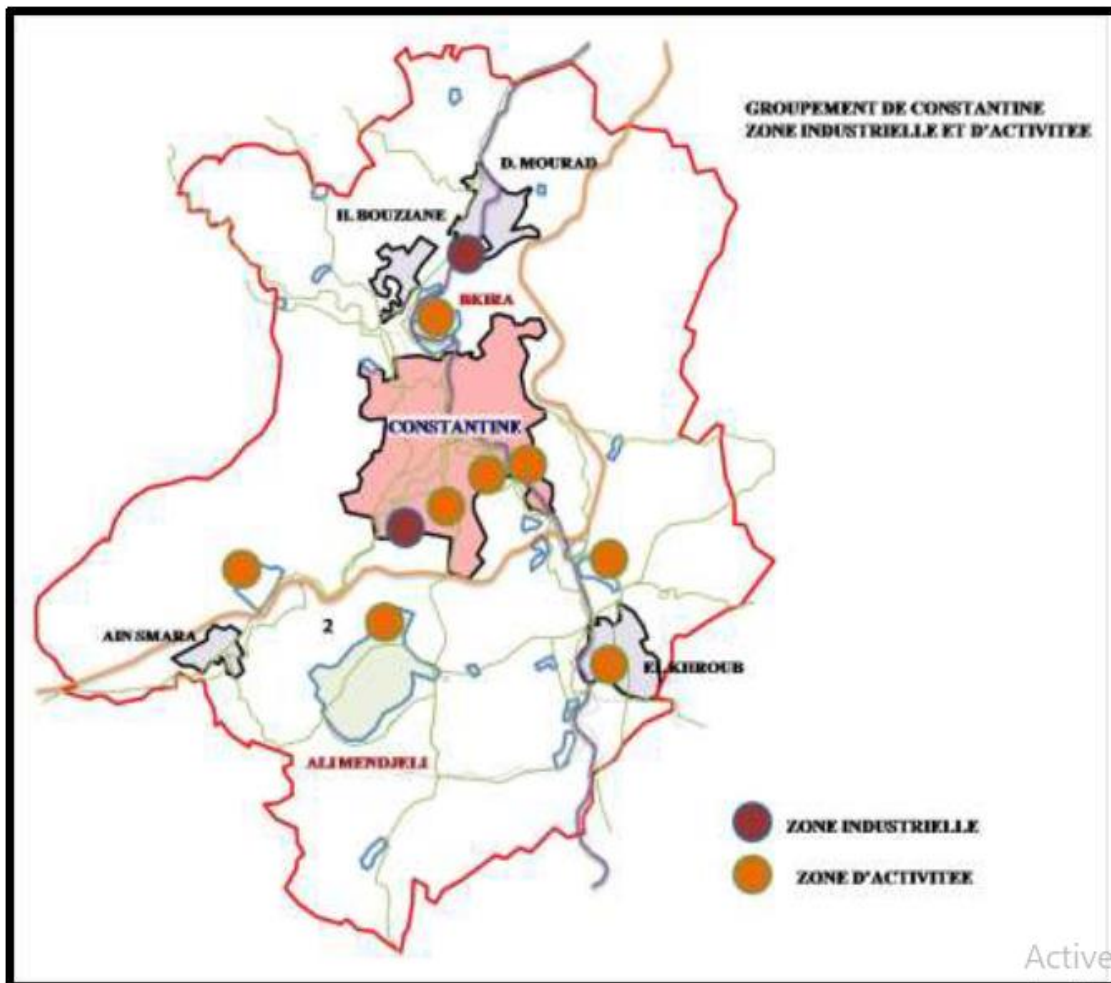 GROUPEMENT DE CONSTANTINE
ZONE INDUSTRIELLE ET D'ACTIVITEE
D. MOURAD
H. BOUZIANE
BKIRA
CONSTANTINE
AIN SMARA
2
EL KHROUB
ALI MENDJELI
ZONE INDUSTRIELLE
ZONE D'ACTIVITEE
Active